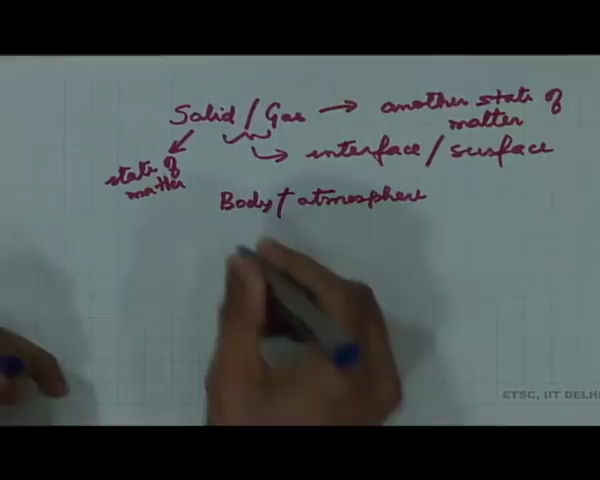 Solid / Gas → another state of
matter
→ interface / surface
state of
matter
Body / atmosphere
ETSC, IIT DELHI